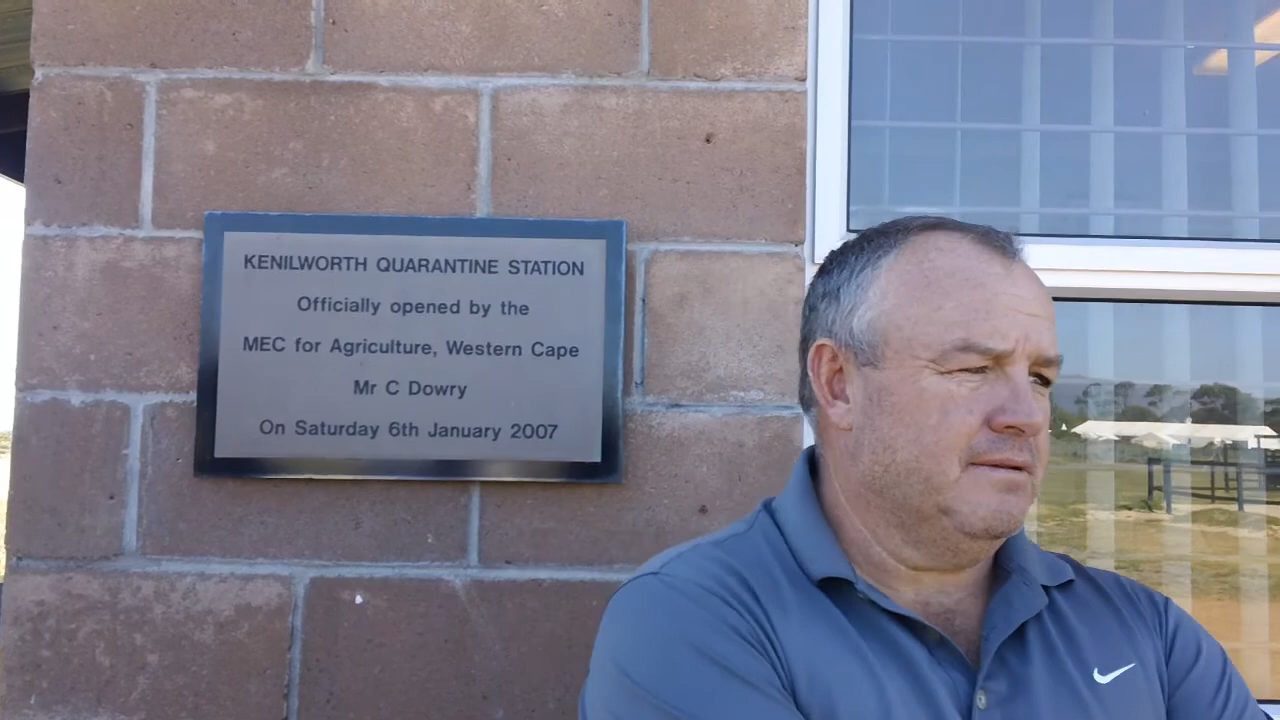 KENILWORTH QUARANTINE STATION
Officially opened by the
MEC for Agriculture, Western Cape
Mr C Dowry
On Saturday 6th January 2007